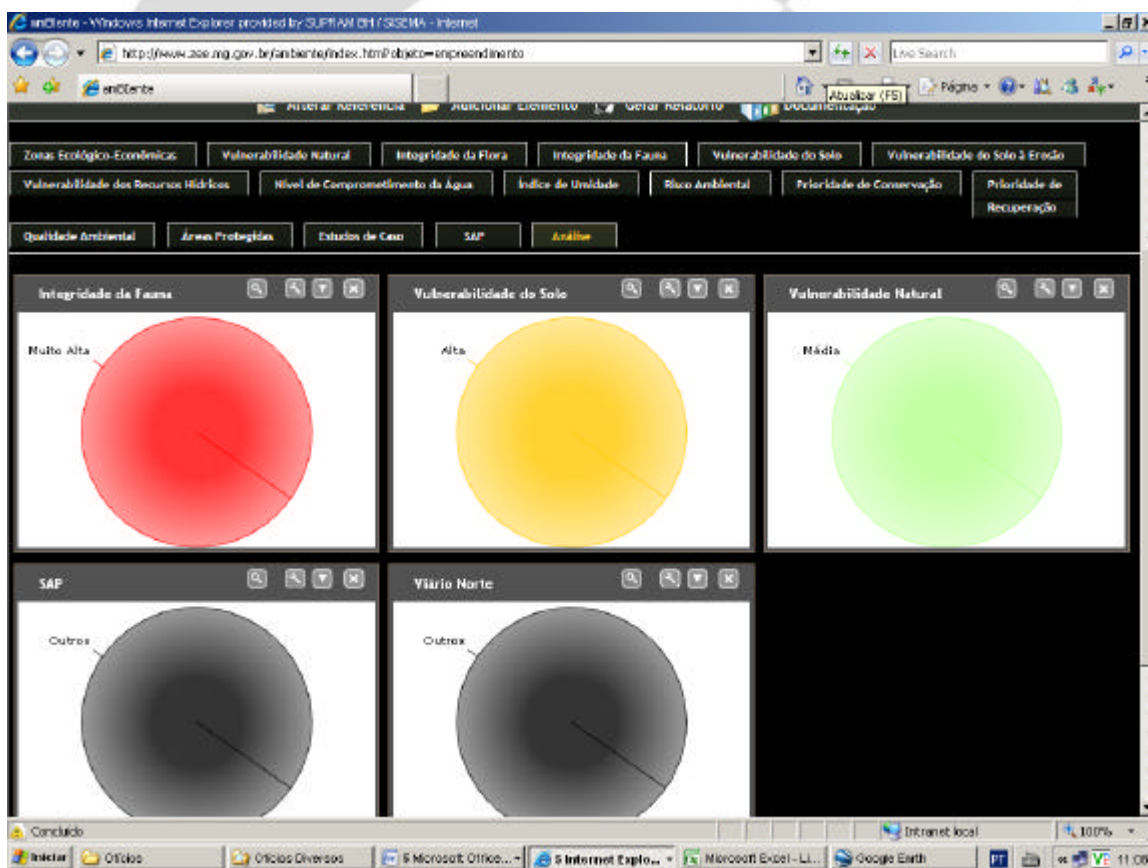 ambiente - Windows Internet Explorer provided by SUPRAM BH / SISEMA - Internet
http://www.zee.mg.gov.br/ambiente/index.htm?objeto=empreendimento
Live Search
ambiente
Página
Atualizar (F5)
Alterar Referência
Adicionar Elemento
Gerar Relatório
Documentação
Zonas Ecológico-Econômicas
Vulnerabilidade Natural
Integridade da Flora
Integridade da Fauna
Vulnerabilidade do Solo
Vulnerabilidade do Solo à Erosão
Vulnerabilidade dos Recursos Hídricos
Nível de Comprometimento da Água
Índice de Umidade
Risco Ambiental
Prioridade de Conservação
Prioridade de
Recuperação
Qualidade Ambiental
Áreas Protegidas
Estudos de Caso
SAP
Análise
Integridade da Fauna
Vulnerabilidade do Solo
Vulnerabilidade Natural
Muito Alta
Alta
Média
SAP
Viário Norte
Outros
Outros
Concluído
Intranet local
100%
Iniciar
Ofícios
Ofícios Diversos
5 Microsoft Office...
5 Internet Explo...
Microsoft Excel - Li...
Google Earth
PT